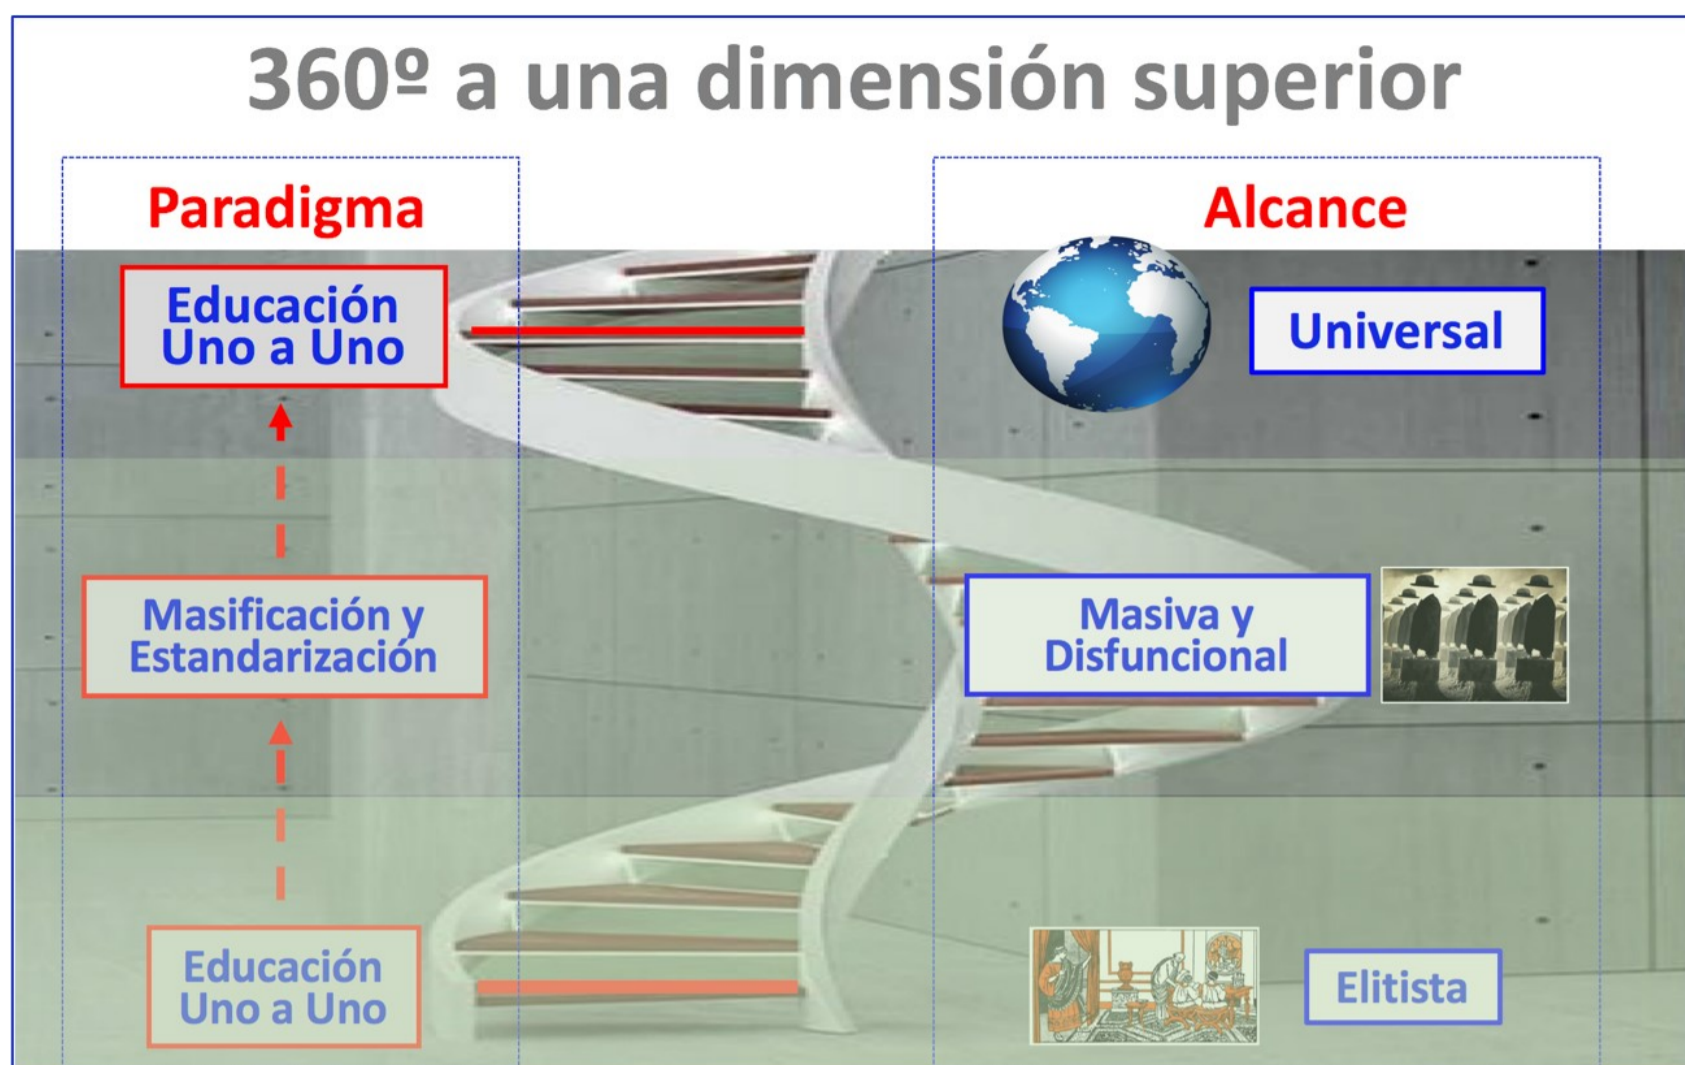 360º a una dimensión superior
Paradigma
Alcance
Educación
Uno a Uno
Universal
Masificación y
Estandarización
Masiva y
Disfuncional
Educación
Uno a Uno
Elitista